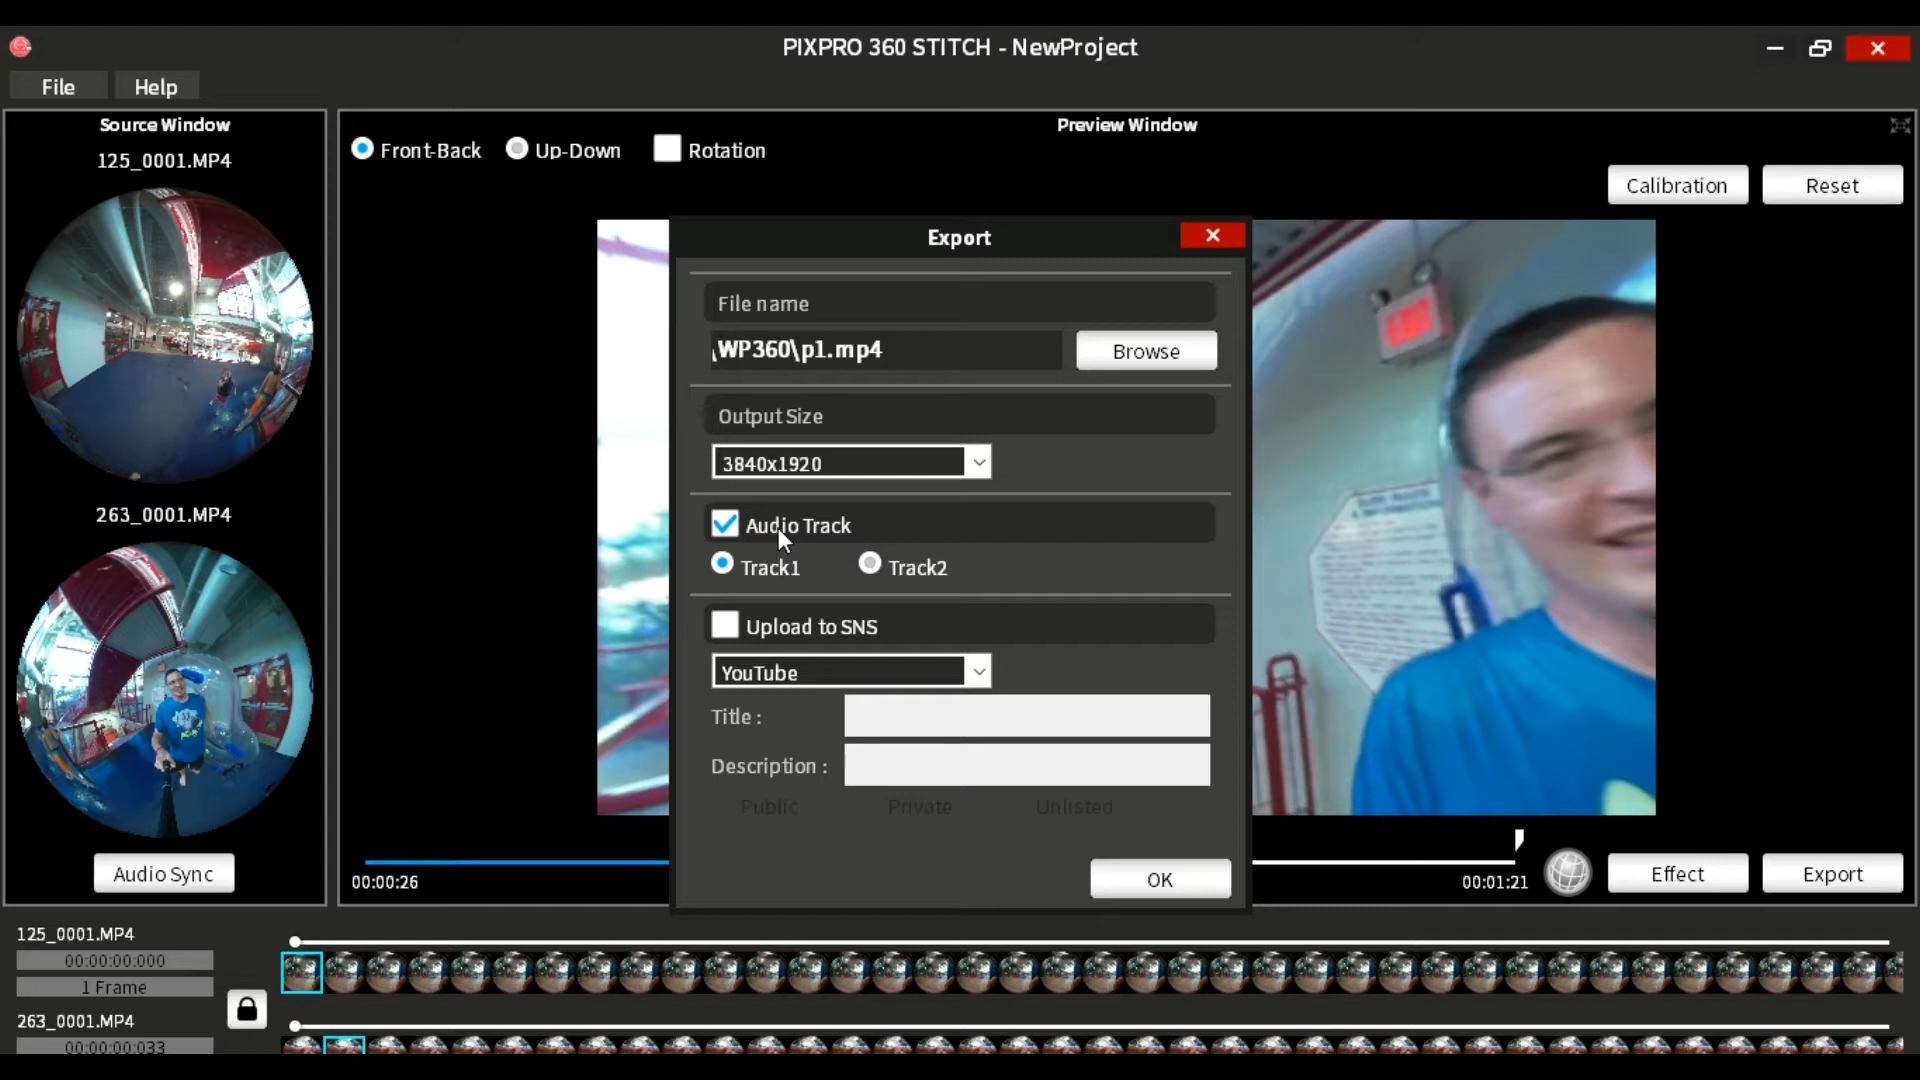 PIXPRO 360 STITCH - NewProject
File Help
Source Window
125_0001.MP4
263_0001.MP4
Audio Sync
Preview Window
Front-Back Up-Down Rotation
Calibration Reset
Export
File name
\WP360\p1.mp4 Browse
Output Size
3840x1920
Audio Track
Track1 Track2
Upload to SNS
YouTube
Title :
Description :
Public Private Unlisted
OK
00:00:26
00:01:21
Effect Export
125_0001.MP4
00:00:00:000
1 Frame
263_0001.MP4
00:00:00:033